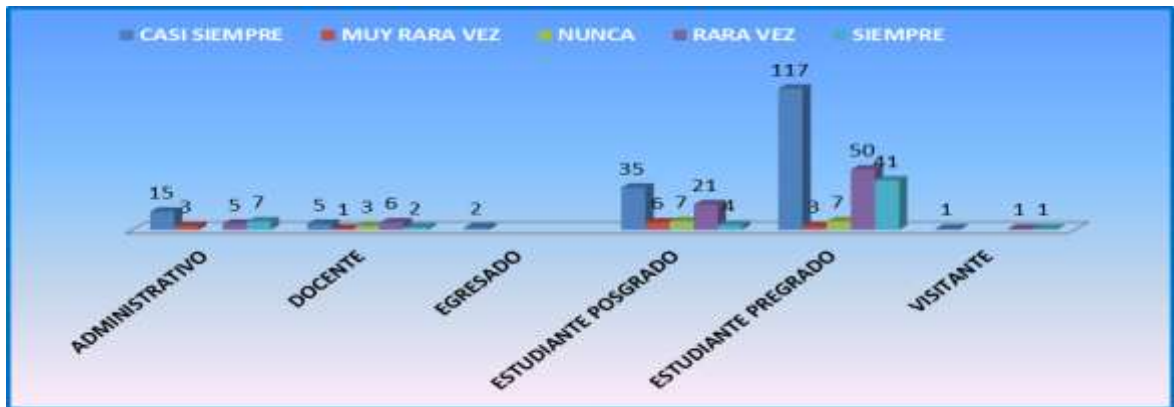 CASI SIEMPRE MUY RARA VEZ NUNCA RARA VEZ SIEMPRE
117
50
41
35
21
15
3 5 7 5 1 3 6 2 2 6 7 4 3 7 1 1 1
ADMINISTRATIVO
DOCENTE
EGRESADO
ESTUDIANTE POSGRADO
ESTUDIANTE PREGRADO
VISITANTE